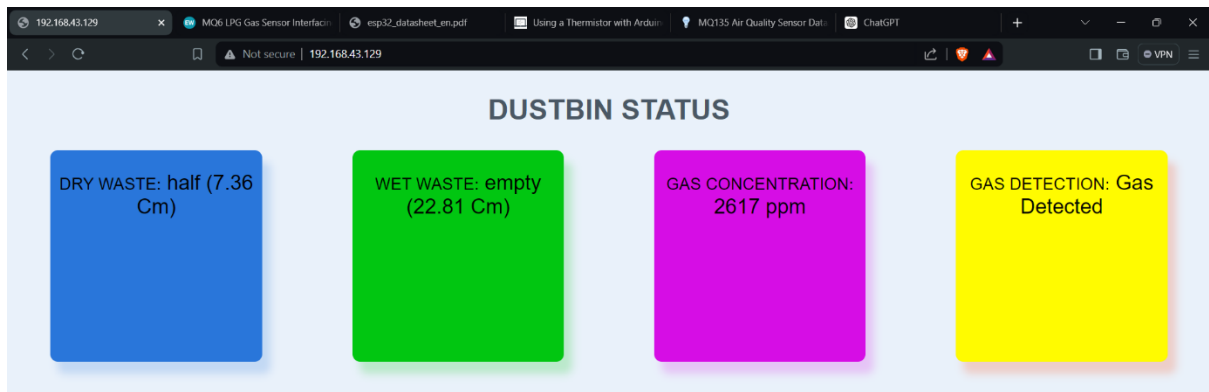 192.168.43.129
MQ6 LPG Gas Sensor Interfacin
esp32_datasheet_en.pdf
Using a Thermistor with Arduin
MQ135 Air Quality Sensor Data
ChatGPT
Not secure | 192.168.43.129
VPN
DUSTBIN STATUS
DRY WASTE: half (7.36
Cm)
WET WASTE: empty
(22.81 Cm)
GAS CONCENTRATION:
2617 ppm
GAS DETECTION: Gas
Detected